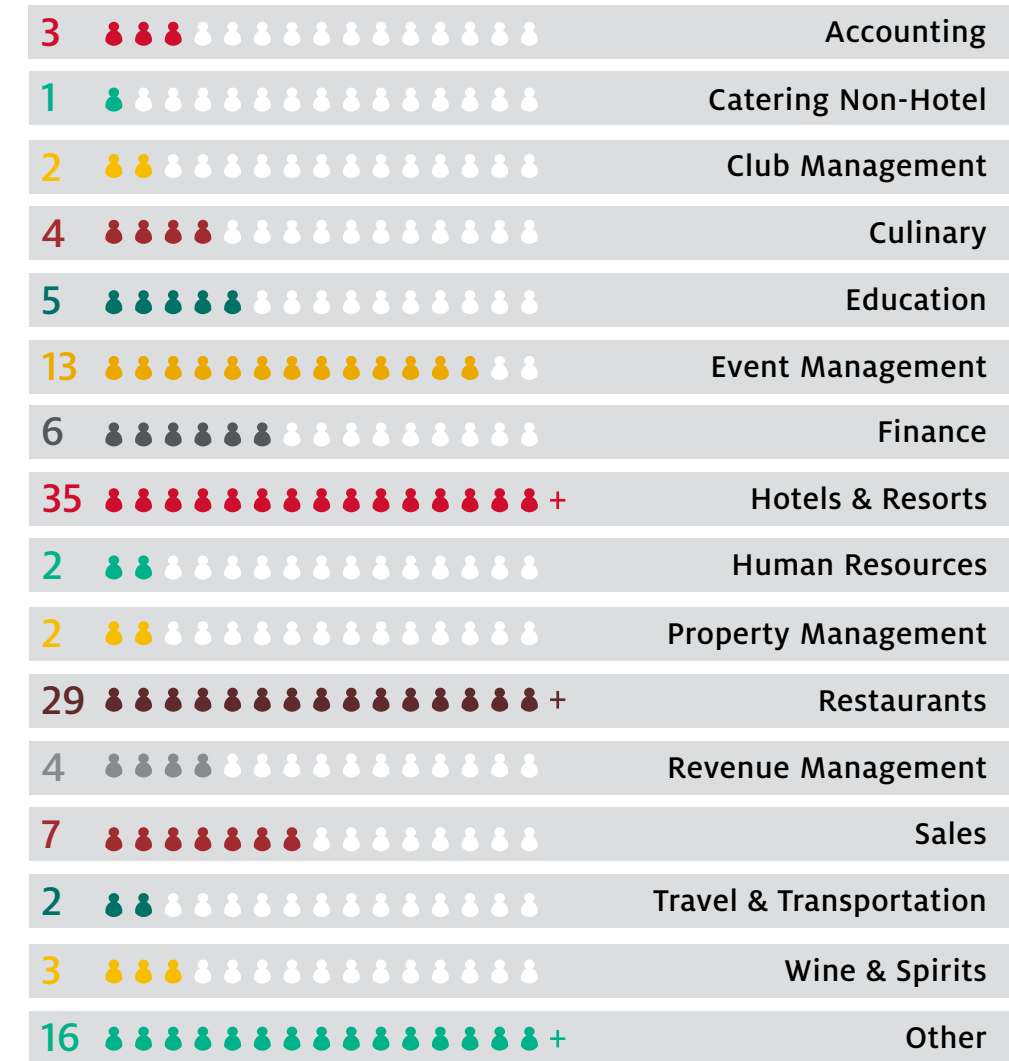 3 Accounting
1 Catering Non-Hotel
2 Club Management
4 Culinary
5 Education
13 Event Management
6 Finance
35 + Hotels & Resorts
2 Human Resources
2 Property Management
29 + Restaurants
4 Revenue Management
7 Sales
2 Travel & Transportation
3 Wine & Spirits
16 + Other